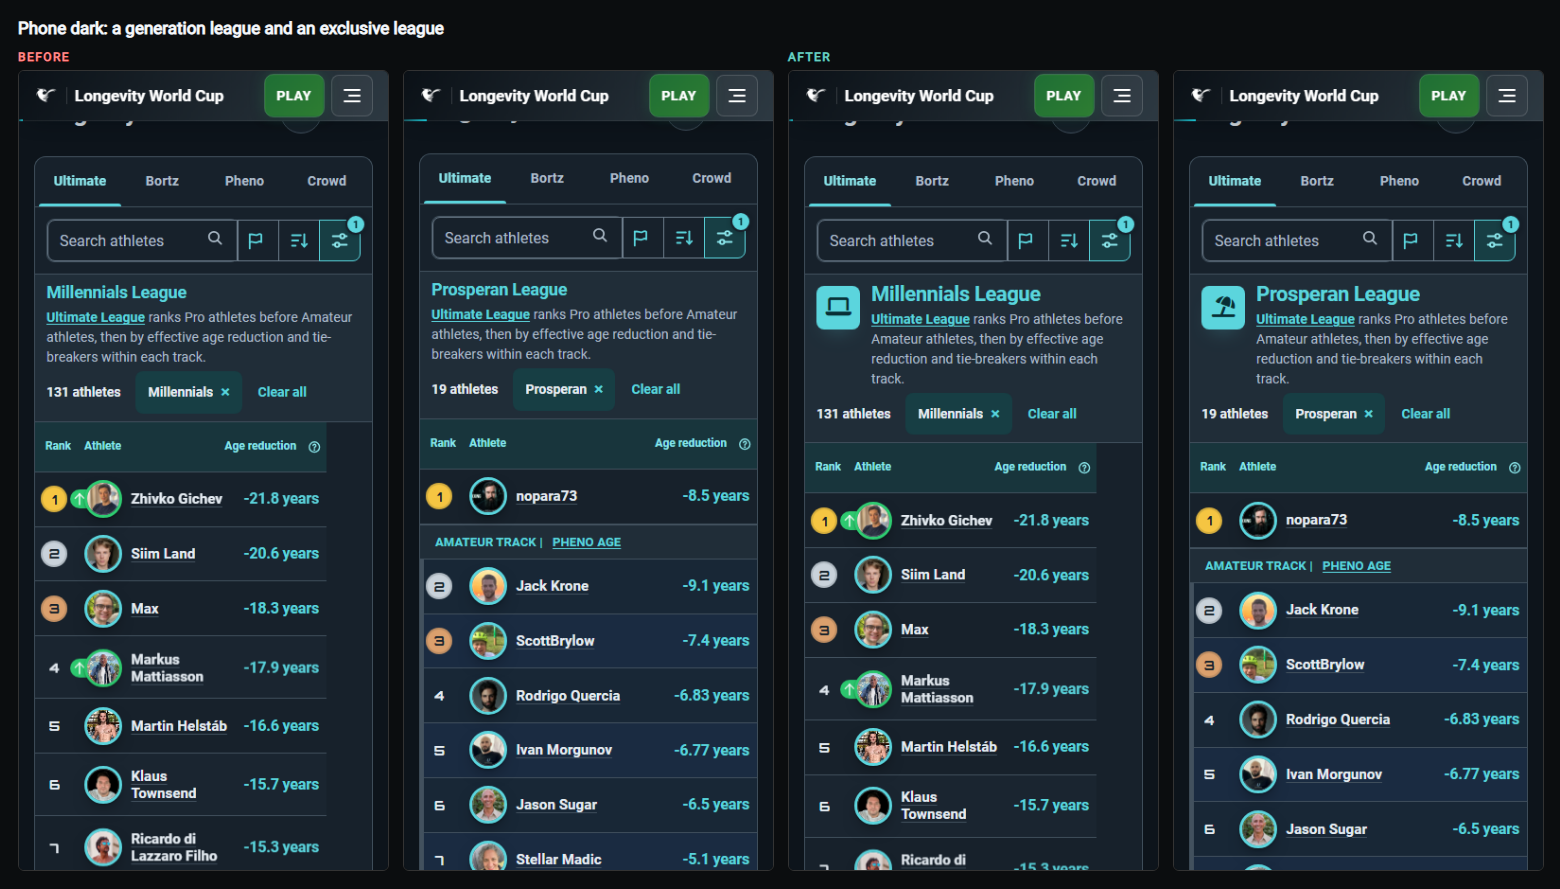 Phone dark: a generation league and an exclusive league
BEFORE
Longevity World Cup
PLAY
Ultimate
Bortz
Pheno
Crowd
Search athletes
1
Millennials League
Ultimate League ranks Pro athletes before Amateur
athletes, then by effective age reduction and tie-
breakers within each track.
131 athletes
Millennials ×
Clear all
Rank Athlete Age reduction ?
1 Zhivko Gichev -21.8 years
2 Siim Land -20.6 years
3 Max -18.3 years
4 Markus
Mattiasson -17.9 years
5 Martin Helstáb -16.6 years
6 Klaus
Townsend -15.7 years
7 Ricardo di
Lazzaro Filho -15.3 years
Longevity World Cup
PLAY
Ultimate
Bortz
Pheno
Crowd
Search athletes
1
Prosperan League
Ultimate League ranks Pro athletes before Amateur
athletes, then by effective age reduction and tie-
breakers within each track.
19 athletes
Prosperan ×
Clear all
Rank Athlete Age reduction ?
1 nopara73 -8.5 years
AMATEUR TRACK | PHENO AGE
2 Jack Krone -9.1 years
3 ScottBrylow -7.4 years
4 Rodrigo Quercia -6.83 years
5 Ivan Morgunov -6.77 years
6 Jason Sugar -6.5 years
7 Stellar Madic -5.1 years
AFTER
Longevity World Cup
PLAY
Ultimate
Bortz
Pheno
Crowd
Search athletes
1
Millennials League
Ultimate League ranks Pro athletes before
Amateur athletes, then by effective age
reduction and tie-breakers within each
track.
131 athletes
Millennials ×
Clear all
Rank Athlete Age reduction ?
1 Zhivko Gichev -21.8 years
2 Siim Land -20.6 years
3 Max -18.3 years
4 Markus
Mattiasson -17.9 years
5 Martin Helstáb -16.6 years
6 Klaus
Townsend -15.7 years
Ricardo di
-15.3 years
Longevity World Cup
PLAY
Ultimate
Bortz
Pheno
Crowd
Search athletes
1
Prosperan League
Ultimate League ranks Pro athletes before
Amateur athletes, then by effective age
reduction and tie-breakers within each
track.
19 athletes
Prosperan ×
Clear all
Rank Athlete Age reduction ?
1 nopara73 -8.5 years
AMATEUR TRACK | PHENO AGE
2 Jack Krone -9.1 years
3 ScottBrylow -7.4 years
4 Rodrigo Quercia -6.83 years
5 Ivan Morgunov -6.77 years
6 Jason Sugar -6.5 years